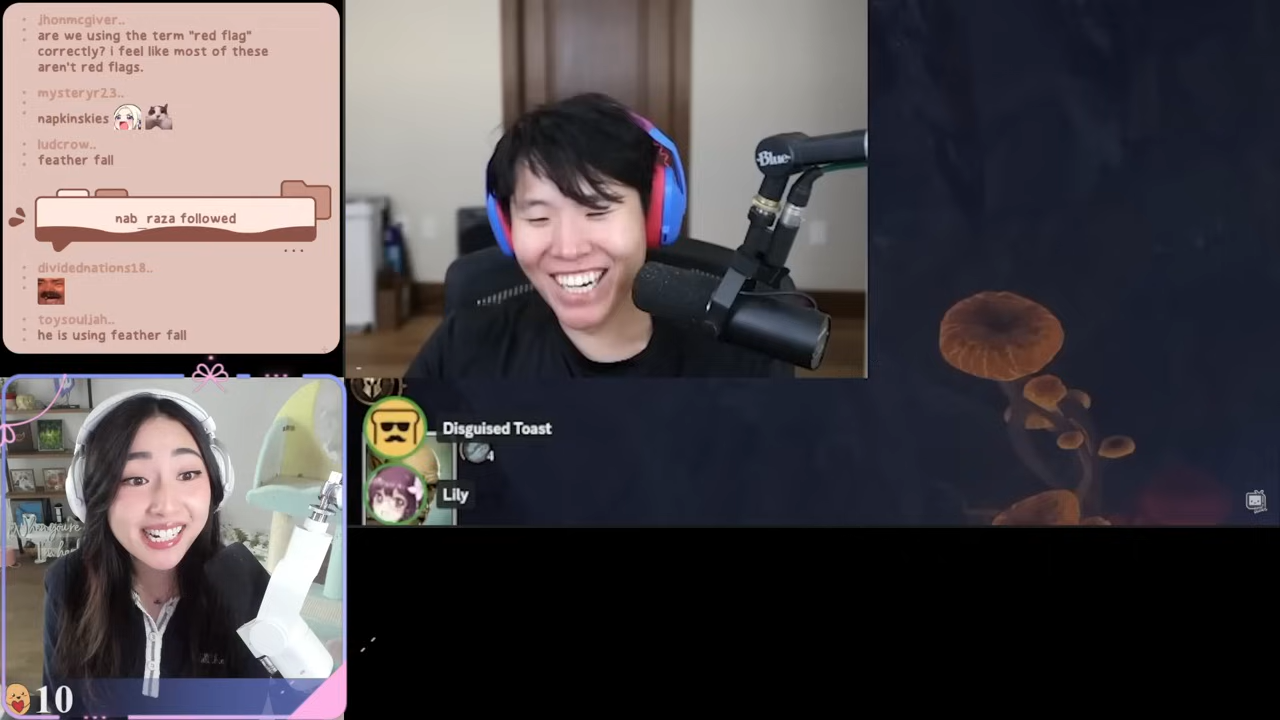 jhonmcgiver..
are we using the term "red flag"
correctly? i feel like most of these
aren't red flags.
mysteryr23..
napkinskies
ludcrow..
feather fall
nab_raza followed
dividednations18..
toysouljah..
he is using feather fall
Blue
Disguised Toast
4
Lily
10